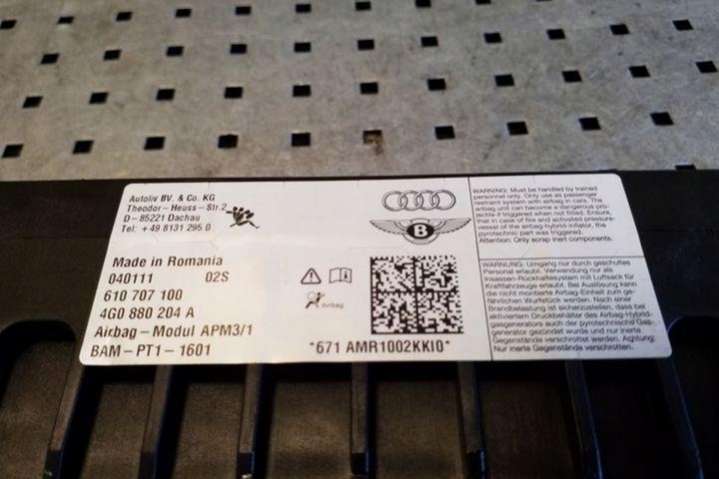 Autoliv BV. & Co. KG
Theodor-Heuss-Str.2
D-85221 Dachau
Tel: +49 8131 295 0
Made in Romania
040111 02S
610 707 100
4G0 880 204 A
Airbag-Modul APM3/1
BAM-PT1-1601
Airbag
B
*671 AMR1002KKI0*
WARNING: Must be handled by trained
personnel only. Only use as passenger
restraint system with airbag in cars. The
airbag unit can become a dangerous pro-
jectile if triggered when not fitted. Ensure,
that in case of fire and activated pressure-
vessel of the airbag hybrid inflator, the
pyrotechnic part was triggered.
Attention: Only scrap inert components.
WARNUNG: Umgang nur durch geschultes
Personal erlaubt. Verwendung nur als
Insassen-Rückhaltesystem mit Luftsack für
Kraftfahrzeuge erlaubt. Bei Auslösung kann
die nicht montierte Airbag-Einheit zum ge-
fährlichen Wurfstück werden. Nach einer
Brandbelastung ist sicherzustellen, dass bei
aktiviertem Druckbehälter des Airbag-Hybrid-
gasgenerators auch der pyrotechnische Gas-
generator gezündet wurde und nur inerte
Gegenstände verschrottet werden. Achtung:
Nur inerte Gegenstände verschrotten.